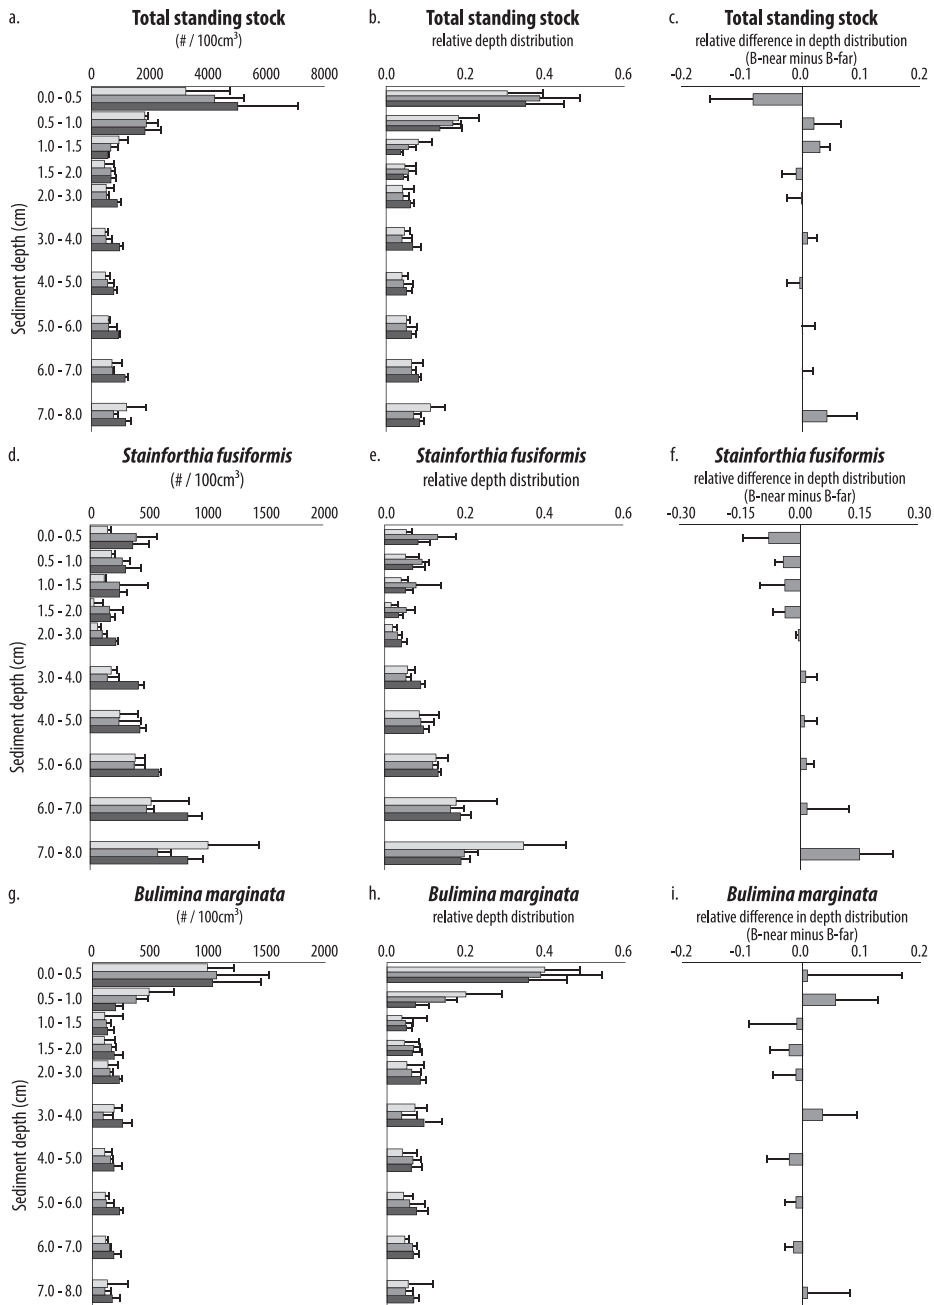 a. Total standing stock
(# / 100cm³)
0 2000 4000 6000 8000
b. Total standing stock
relative depth distribution
0.0 0.2 0.4 0.6
c. Total standing stock
relative difference in depth distribution
(B-near minus B-far)
-0.2 -0.1 0.0 0.1 0.2
Sediment depth (cm)
0.0 - 0.5
0.5 - 1.0
1.0 - 1.5
1.5 - 2.0
2.0 - 3.0
3.0 - 4.0
4.0 - 5.0
5.0 - 6.0
6.0 - 7.0
7.0 - 8.0
d. Stainforthia fusiformis
(# / 100cm³)
0 500 1000 1500 2000
e. Stainforthia fusiformis
relative depth distribution
0.0 0.2 0.4 0.6
f. Stainforthia fusiformis
relative difference in depth distribution
(B-near minus B-far)
-0.30 -0.15 0.00 0.15 0.30
Sediment depth (cm)
0.0 - 0.5
0.5 - 1.0
1.0 - 1.5
1.5 - 2.0
2.0 - 3.0
3.0 - 4.0
4.0 - 5.0
5.0 - 6.0
6.0 - 7.0
7.0 - 8.0
g. Bulimina marginata
(# / 100cm³)
0 500 1000 1500 2000
h. Bulimina marginata
relative depth distribution
0.0 0.2 0.4 0.6
i. Bulimina marginata
relative difference in depth distribution
(B-near minus B-far)
-0.2 -0.1 0.0 0.1 0.2
Sediment depth (cm)
0.0 - 0.5
0.5 - 1.0
1.0 - 1.5
1.5 - 2.0
2.0 - 3.0
3.0 - 4.0
4.0 - 5.0
5.0 - 6.0
6.0 - 7.0
7.0 - 8.0